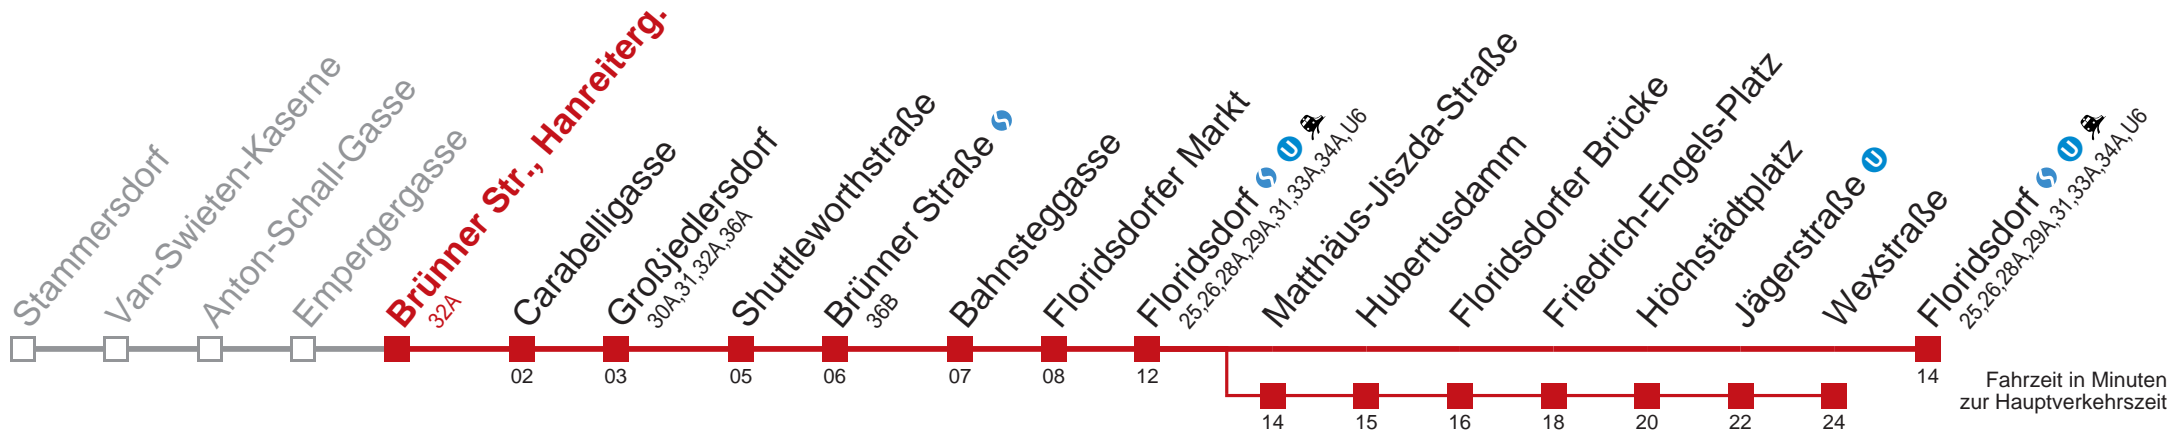 Stammersdorf
Van-Swieten-Kaserne
Anton-Schall-Gasse
Empergergasse
Brünner Str., Hanreiterg.
32A
Carabelligasse
Großjedlersdorf
30A,31,32A,36A
Shuttleworthstraße
Brünner Straße
36B
Bahnsteggasse
Floridsdorfer Markt
Floridsdorf U
25,26,28A,29A,31,33A,34A,U6
Matthäus-Jiszda-Straße
Hubertusdamm
Floridsdorfer Brücke
Friedrich-Engels-Platz
Höchstädtplatz
Jägerstraße U
Wexstraße
Floridsdorf U
25,26,28A,29A,31,33A,34A,U6
02 03 05 06 07 08 12 14
14 15 16 18 20 22 24
Fahrzeit in Minuten
zur Hauptverkehrszeit